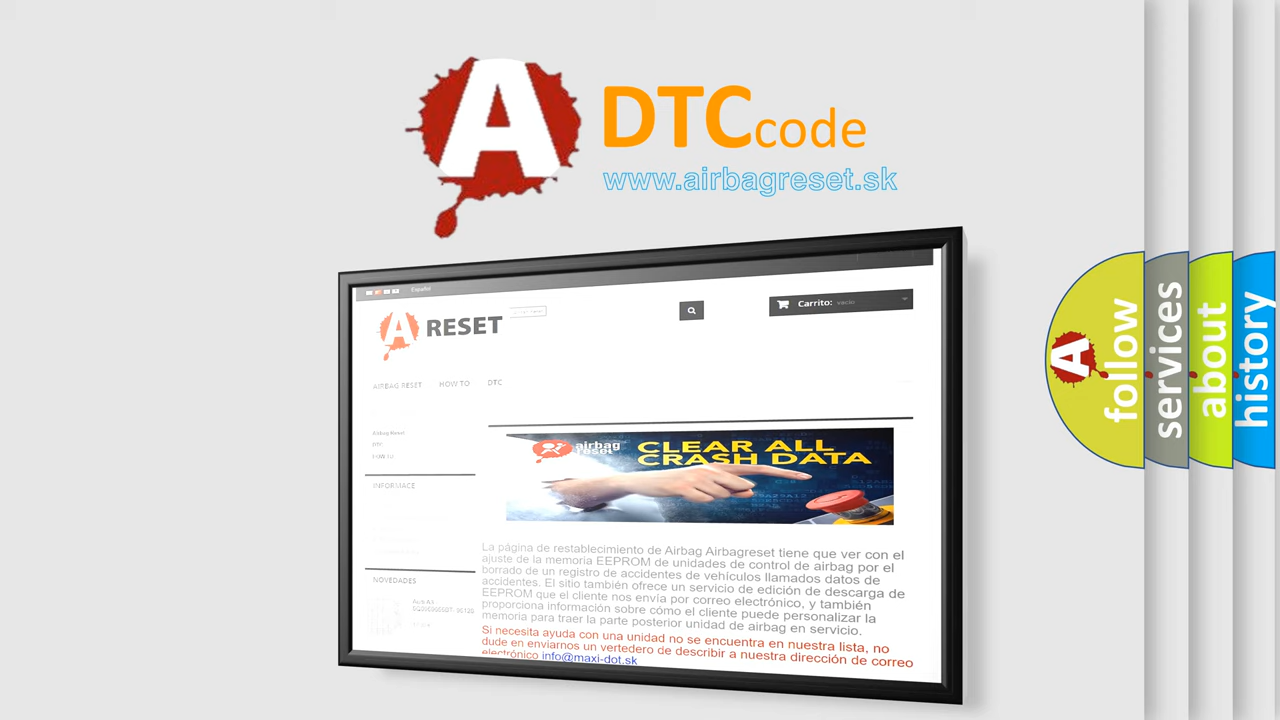 A
DTC code
www.airbagreset.sk
Español
A RESET
Carrito: vacío
AIRBAG RESET HOW TO DTC
Airbag Reset
DTC
HOW TO
INFORMACE
NOVEDADES
airbag
reset
CLEAR ALL
CRASH DATA
La página de restablecimiento de Airbag Airbagreset tiene que ver con el
ajuste de la memoria EEPROM de unidades de control de airbag por el
borrado de un registro de accidentes de vehículos llamados datos de
accidentes. El sitio también ofrece un servicio de edición de descarga de
EEPROM que el cliente nos envía por correo electrónico, y también
proporciona información sobre cómo el cliente puede personalizar la
memoria para traer la parte posterior unidad de airbag en servicio.
Si necesita ayuda con una unidad no se encuentra en nuestra lista, no
dude en enviarnos un vertedero de describir a nuestra dirección de correo
electrónico info@maxi-dot.sk
A follow
services
about
history